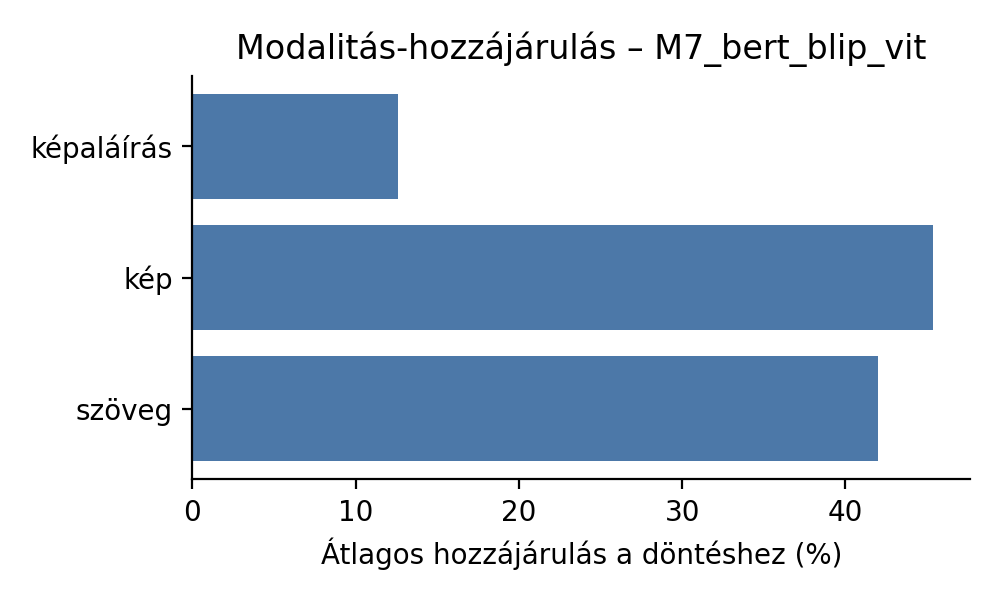 Modalitás-hozzájárulás – M7_bert_blip_vit
képaláírás
kép
szöveg
0 10 20 30 40
Átlagos hozzájárulás a döntéshez (%)